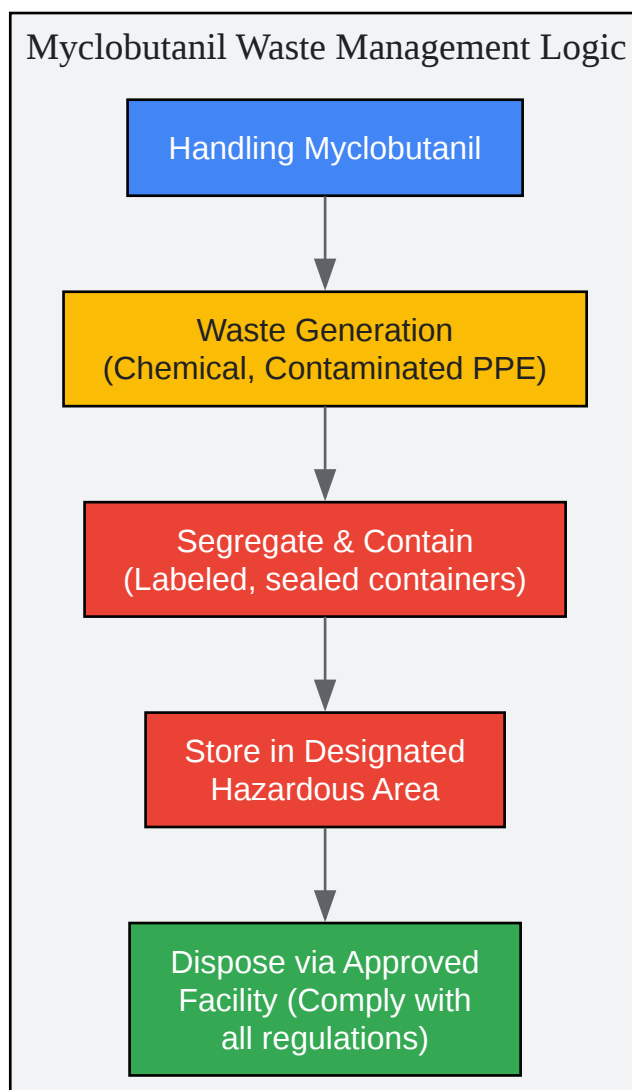 Myclobutanil Waste Management Logic
Handling Myclobutanil
Waste Generation
(Chemical, Contaminated PPE)
Segregate & Contain
(Labeled, sealed containers)
Store in Designated
Hazardous Area
Dispose via Approved
Facility (Comply with
all regulations)